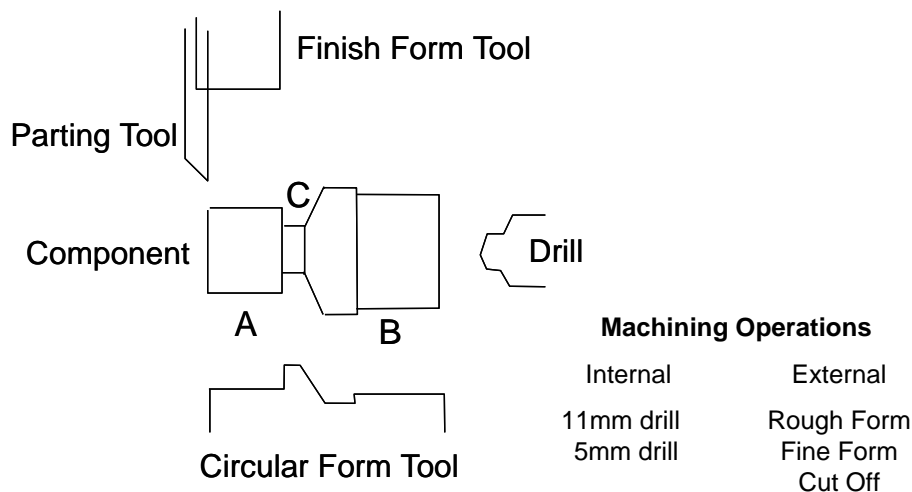 Finish Form Tool
Parting Tool
C
Component
Drill
A
B
Circular Form Tool
Machining Operations
Internal External
11mm drill Rough Form
5mm drill Fine Form
Cut Off